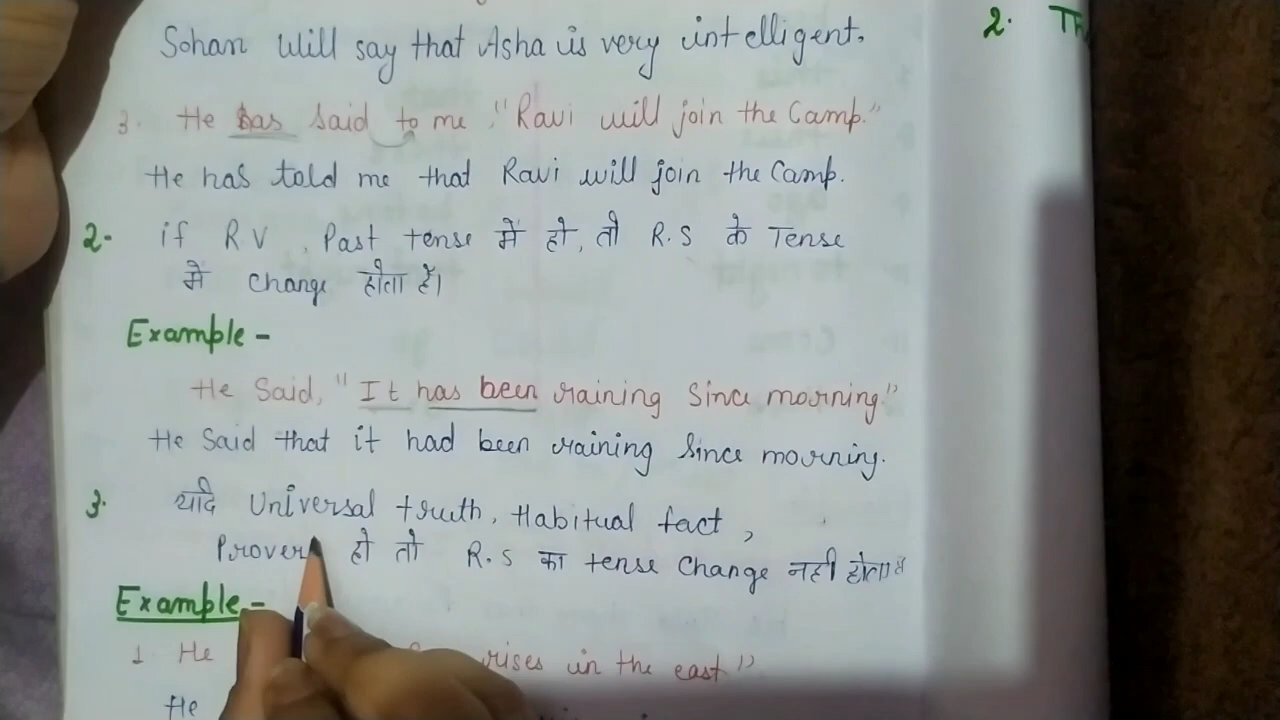 Sohan will say that Asha is very intelligent.
2. Th
3. He has said to me, "Ravi will join the Camp."
He has told me that Ravi will join the Camp.
2- if RV, Past tense में हो, तो R.S के Tense
में change होता है।
Example -
He Said, "It has been raining Since morning."
He Said that it had been raining Since morning.
3. यदि Universal truth, Habitual fact,
Prover हो तो R.S का tense Change नही होता है
Example -
1 He rises in the east"
He